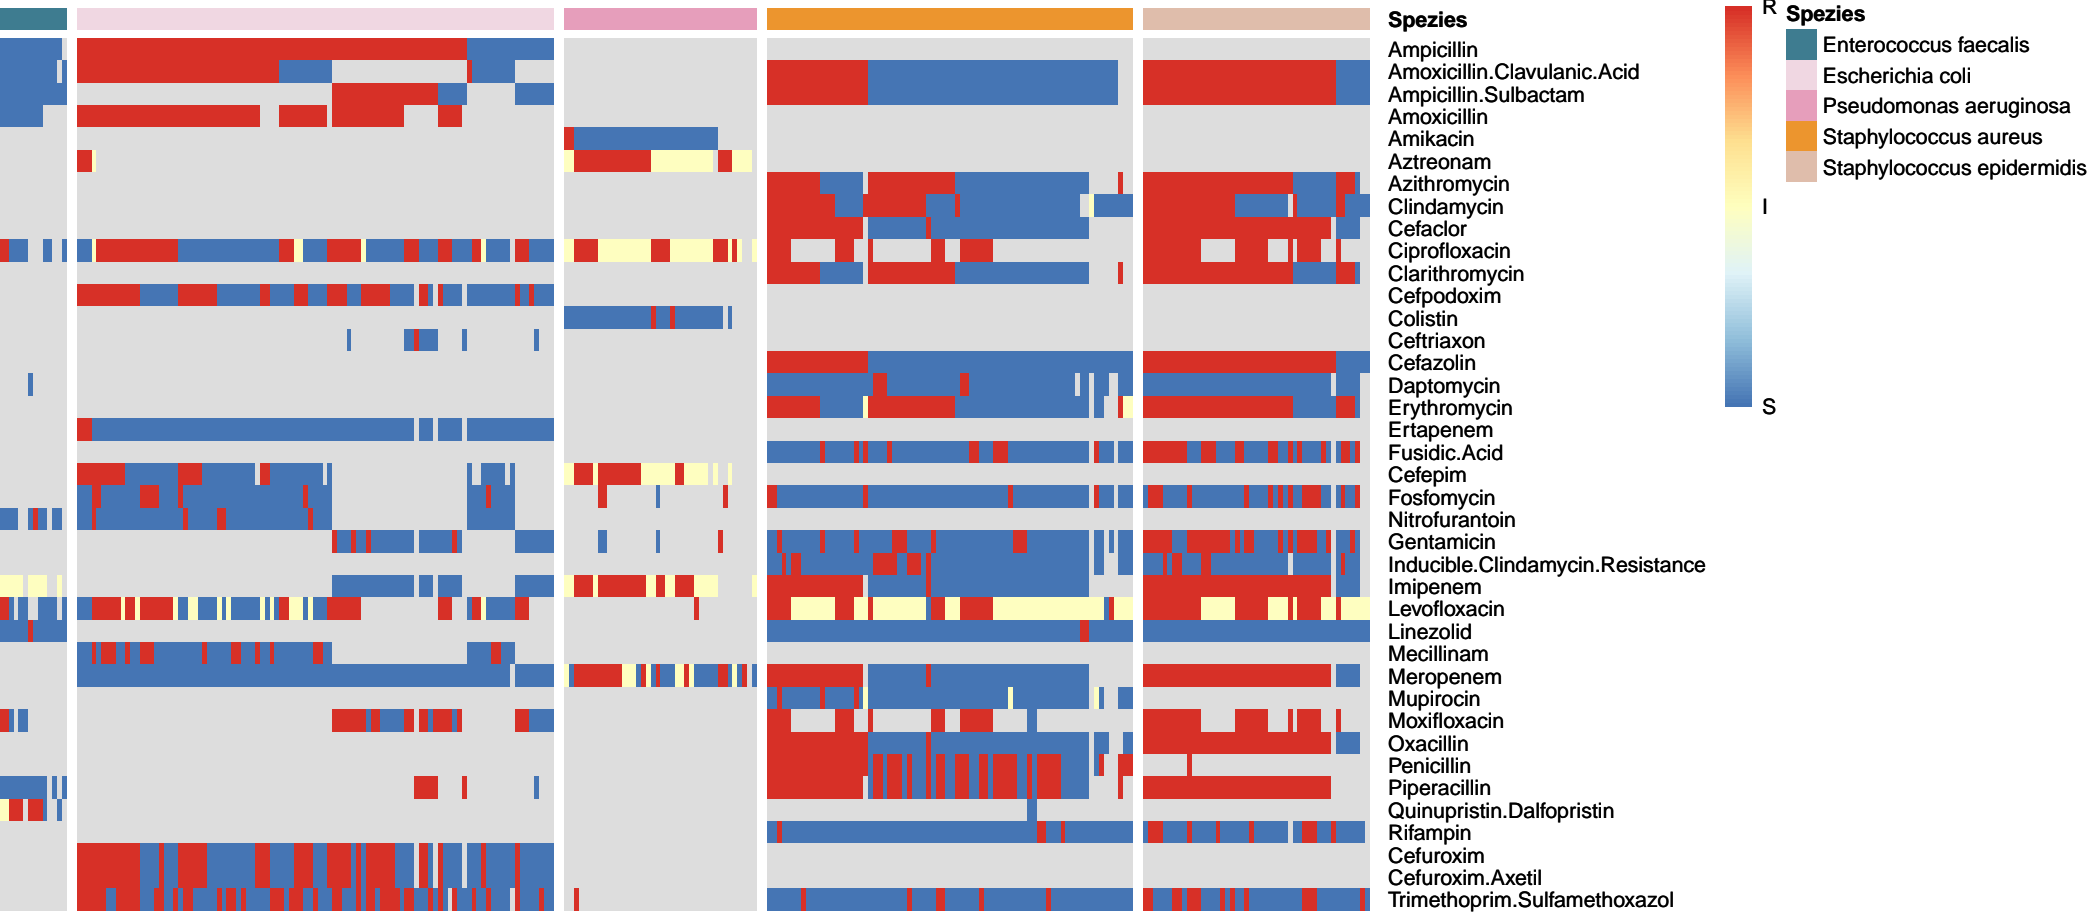 Spezies
Ampicillin
Amoxicillin.Clavulanic.Acid
Ampicillin.Sulbactam
Amoxicillin
Amikacin
Aztreonam
Azithromycin
Clindamycin
Cefaclor
Ciprofloxacin
Clarithromycin
Cefpodoxim
Colistin
Ceftriaxon
Cefazolin
Daptomycin
Erythromycin
Ertapenem
Fusidic.Acid
Cefepim
Fosfomycin
Nitrofurantoin
Gentamicin
Inducible.Clindamycin.Resistance
Imipenem
Levofloxacin
Linezolid
Mecillinam
Meropenem
Mupirocin
Moxifloxacin
Oxacillin
Penicillin
Piperacillin
Quinupristin.Dalfopristin
Rifampin
Cefuroxim
Cefuroxim.Axetil
Trimethoprim.Sulfamethoxazol
R
I
S
Spezies
Enterococcus faecalis
Escherichia coli
Pseudomonas aeruginosa
Staphylococcus aureus
Staphylococcus epidermidis